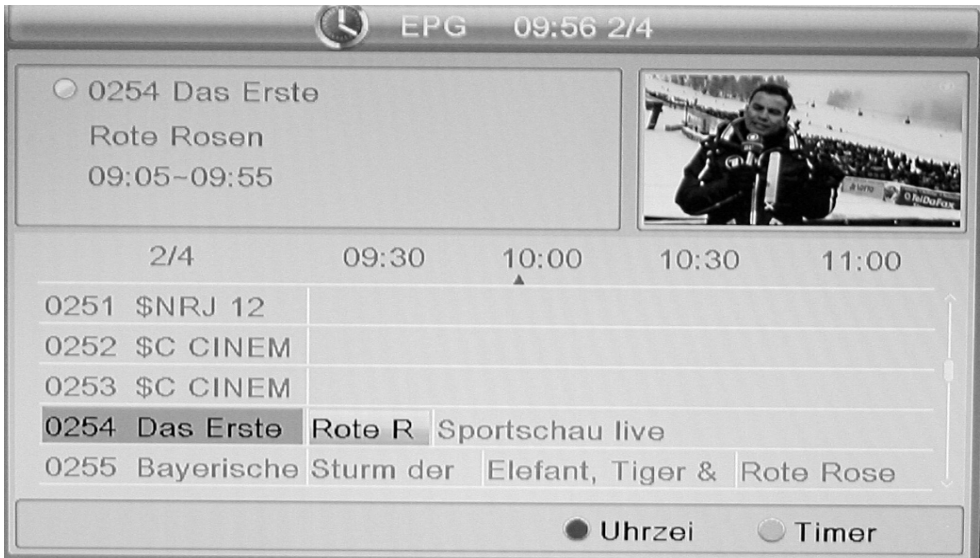 EPG 09:56 2/4
0254 Das Erste
Rote Rosen
09:05~09:55
TelDaFax
2/4 09:30 10:00 10:30 11:00
0251 $NRJ 12
0252 $C CINEM
0253 $C CINEM
0254 Das Erste Rote R Sportschau live
0255 Bayerische Sturm der Elefant, Tiger & Rote Rose
Uhrzei Timer